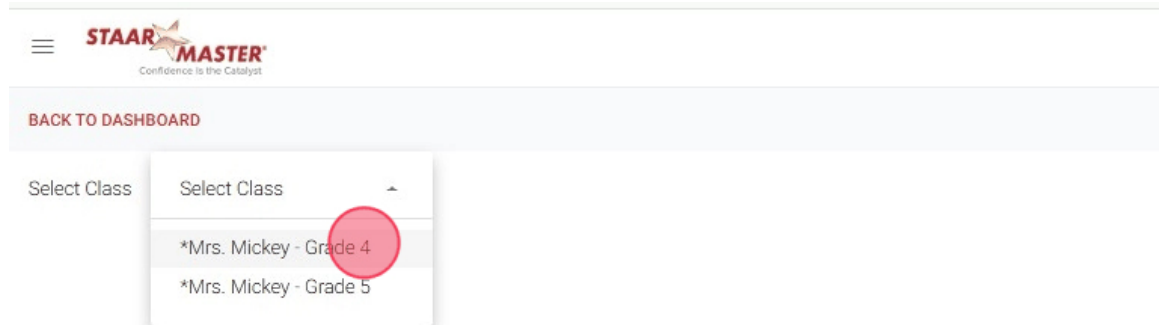 STAAR
MASTER®
Confidence is the Catalyst
BACK TO DASHBOARD
Select Class
Select Class
*Mrs. Mickey - Grade 4
*Mrs. Mickey - Grade 5